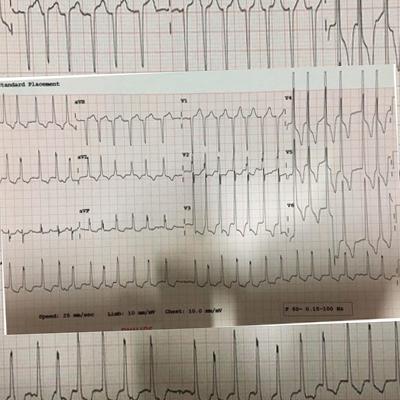 Standard Placement
aVR
V1
V4
aVL
V2
V5
aVF
V3
V6
Speed: 25 mm/sec Limb: 10 mm/mV Chest: 10.0 mm/mV F 50~ 0.15-100 Hz